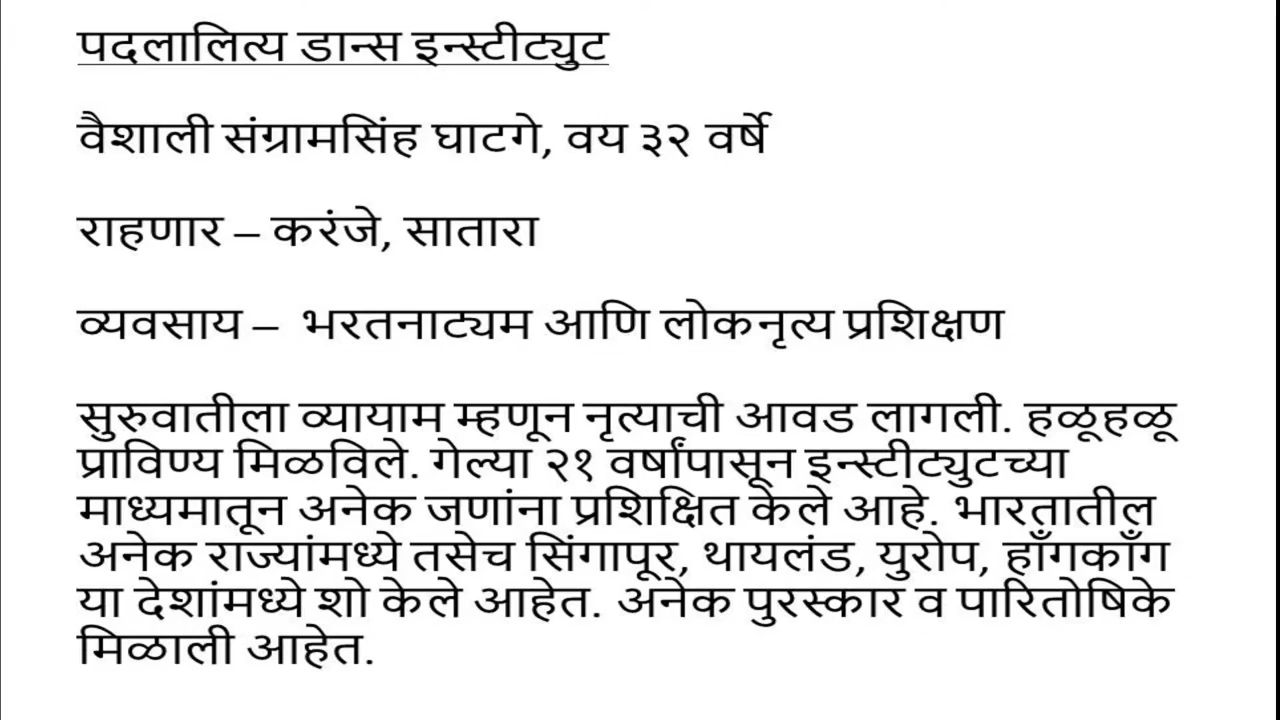 पदलालित्य डान्स इन्स्टीट्युट
वैशाली संग्रामसिंह घाटगे, वय ३२ वर्षे
राहणार – करंजे, सातारा
व्यवसाय – भरतनाट्यम आणि लोकनृत्य प्रशिक्षण
सुरुवातीला व्यायाम म्हणून नृत्याची आवड लागली. हळूहळू
प्राविण्य मिळविले. गेल्या २१ वर्षांपासून इन्स्टीट्युटच्या
माध्यमातून अनेक जणांना प्रशिक्षित केले आहे. भारतातील
अनेक राज्यांमध्ये तसेच सिंगापूर, थायलंड, युरोप, हाँगकाँग
या देशांमध्ये शो केले आहेत. अनेक पुरस्कार व पारितोषिके
मिळाली आहेत.